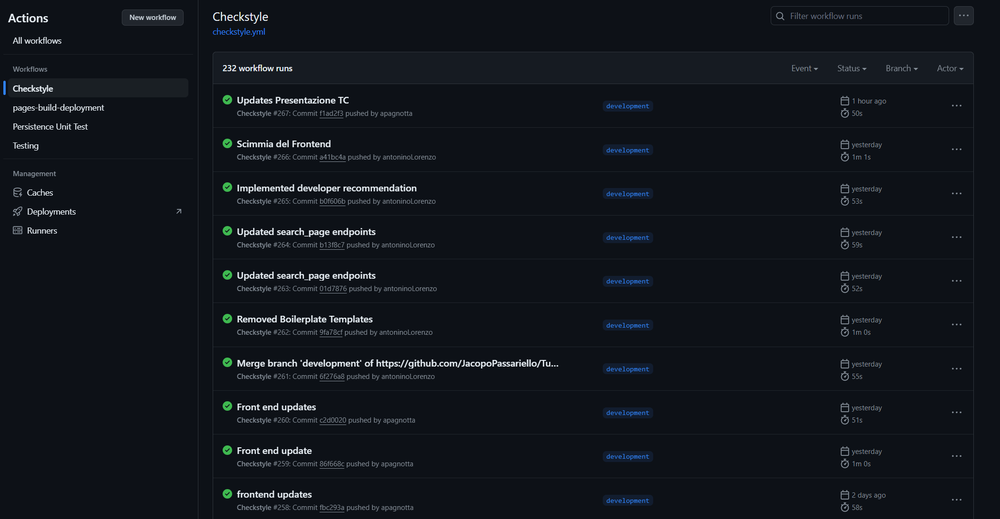 Actions
New workflow
All workflows
Workflows
Checkstyle
pages-build-deployment
Persistence Unit Test
Testing
Management
Caches
Deployments
Runners
Checkstyle
checkstyle.yml
Filter workflow runs
232 workflow runs
Event
Status
Branch
Actor
Updates Presentazione TC
Checkstyle #267: Commit f1ad2f3 pushed by apagnotta
development
1 hour ago
50s
Scimmia del Frontend
Checkstyle #266: Commit a41bc4a pushed by antoninoLorenzo
development
yesterday
1m 1s
Implemented developer recommendation
Checkstyle #265: Commit b0f606b pushed by antoninoLorenzo
development
yesterday
53s
Updated search_page endpoints
Checkstyle #264: Commit b13f8c7 pushed by antoninoLorenzo
development
yesterday
59s
Updated search_page endpoints
Checkstyle #263: Commit 01d7876 pushed by antoninoLorenzo
development
yesterday
52s
Removed Boilerplate Templates
Checkstyle #262: Commit 9fa78cf pushed by antoninoLorenzo
development
yesterday
1m 0s
Merge branch 'development' of https://github.com/JacopoPassariello/Tu...
Checkstyle #261: Commit 6f276a8 pushed by antoninoLorenzo
development
yesterday
55s
Front end updates
Checkstyle #260: Commit c2d0020 pushed by apagnotta
development
yesterday
51s
Front end update
Checkstyle #259: Commit 86f668c pushed by apagnotta
development
yesterday
1m 0s
frontend updates
Checkstyle #258: Commit fbc293a pushed by apagnotta
development
2 days ago
58s